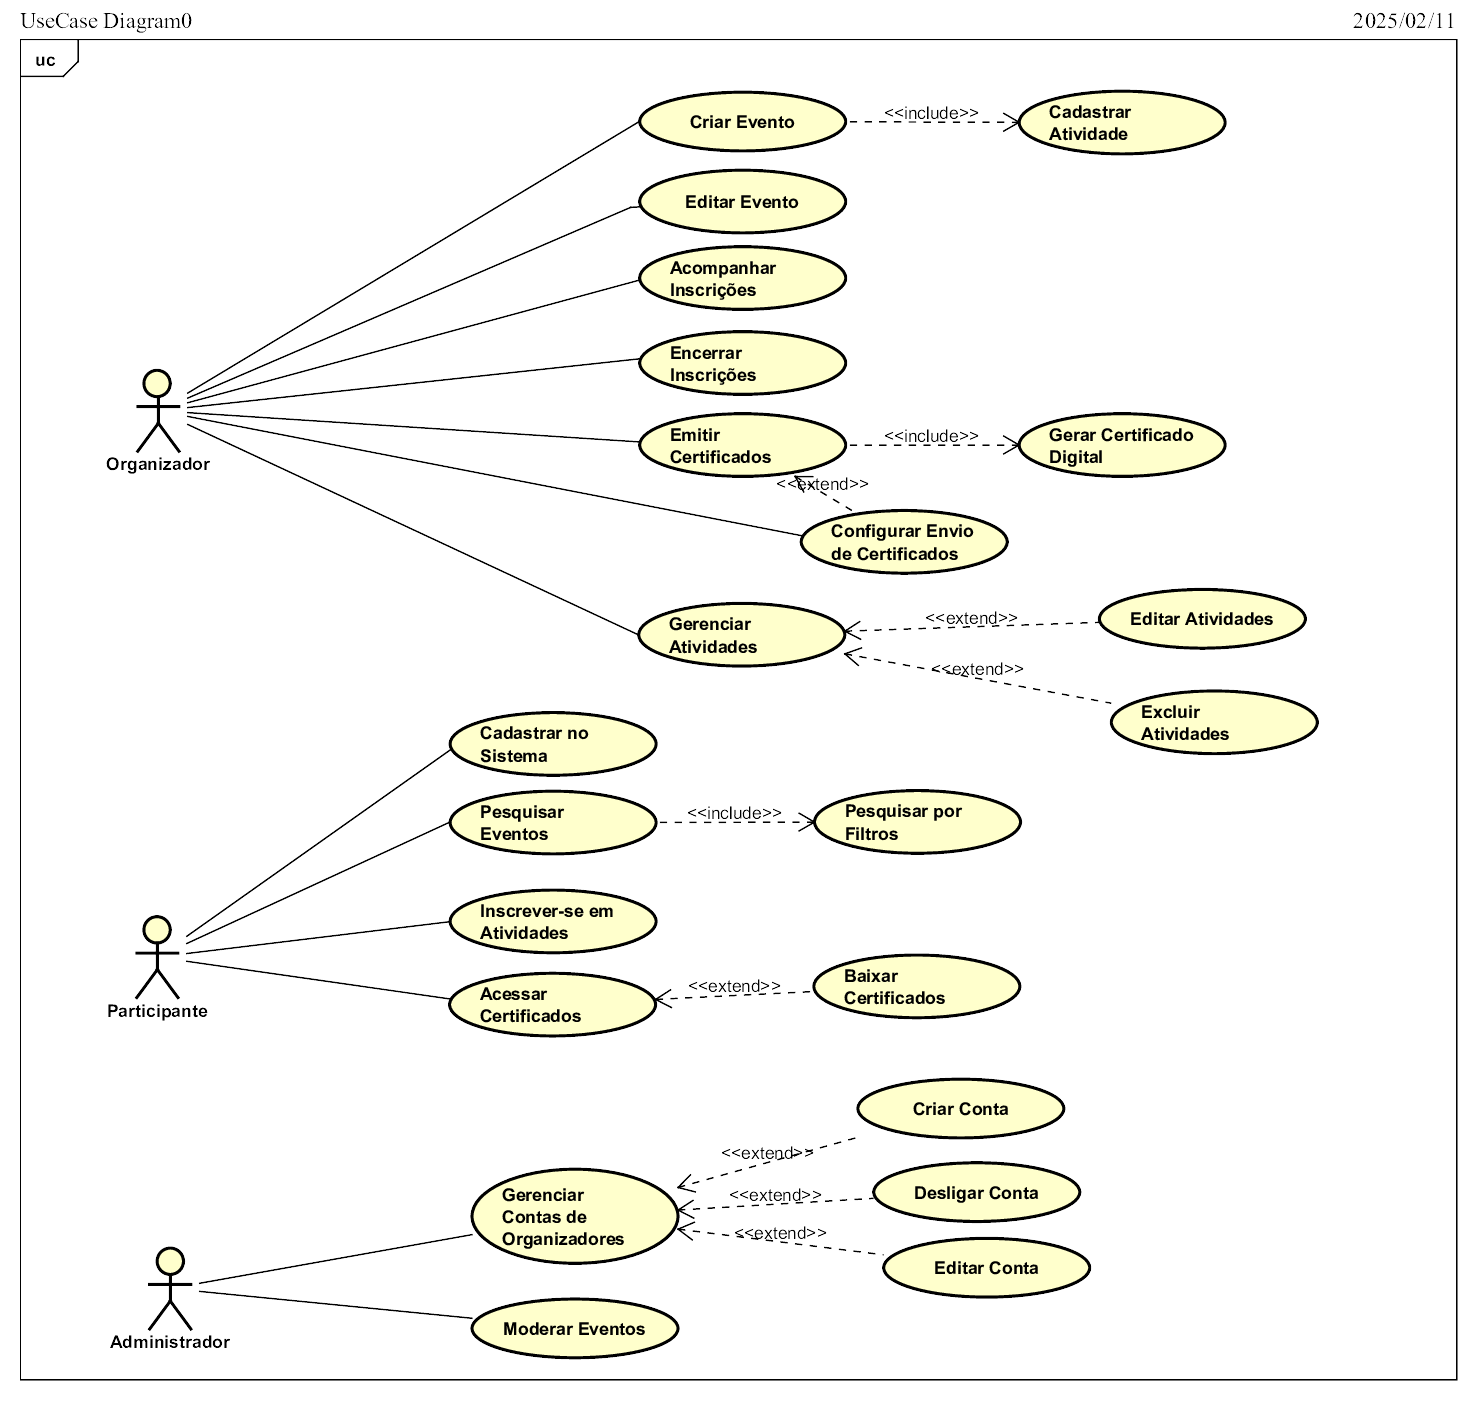 UseCase Diagram0
2025/02/11
uc
Criar Evento
<<include>>
Cadastrar
Atividade
Editar Evento
Acompanhar
Inscrições
Encerrar
Inscrições
Organizador
Emitir
Certificados
<<include>>
Gerar Certificado
Digital
<<extend>>
Configurar Envio
de Certificados
Gerenciar
Atividades
<<extend>>
Editar Atividades
<<extend>>
Excluir
Atividades
Cadastrar no
Sistema
Pesquisar
Eventos
<<include>>
Pesquisar por
Filtros
Inscrever-se em
Atividades
Participante
Acessar
Certificados
<<extend>>
Baixar
Certificados
Criar Conta
<<extend>>
Gerenciar
Contas de
Organizadores
<<extend>>
Desligar Conta
<<extend>>
Editar Conta
Administrador
Moderar Eventos